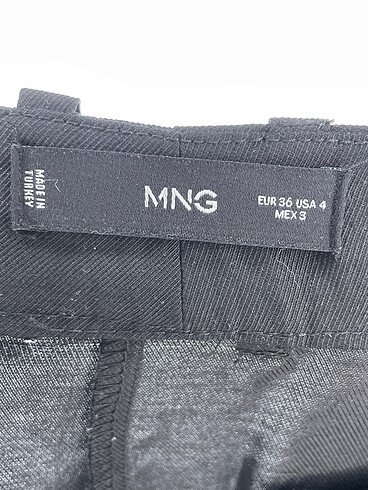 MADE IN
TURKEY
MNG
EUR 36 USA 4
MEX 3